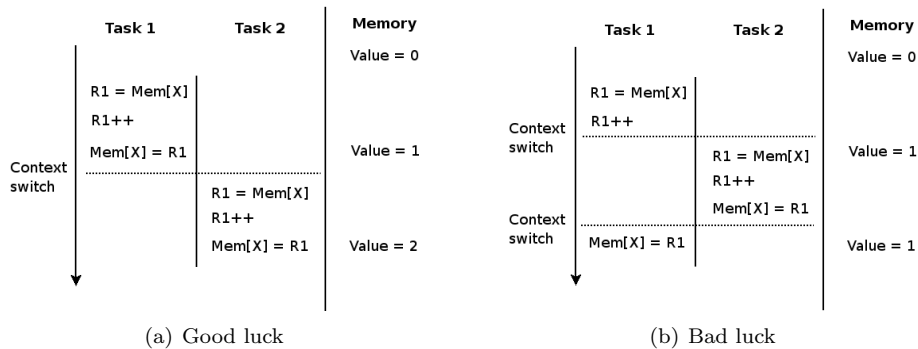 Task 1
Task 2
Memory
Value = 0
R1 = Mem[X]
R1++
Mem[X] = R1
Value = 1
Context
switch
R1 = Mem[X]
R1++
Mem[X] = R1
Value = 2
(a) Good luck
Task 1
Task 2
Memory
Value = 0
R1 = Mem[X]
R1++
Context
switch
R1 = Mem[X]
Value = 1
R1++
Mem[X] = R1
Context
switch
Mem[X] = R1
Value = 1
(b) Bad luck